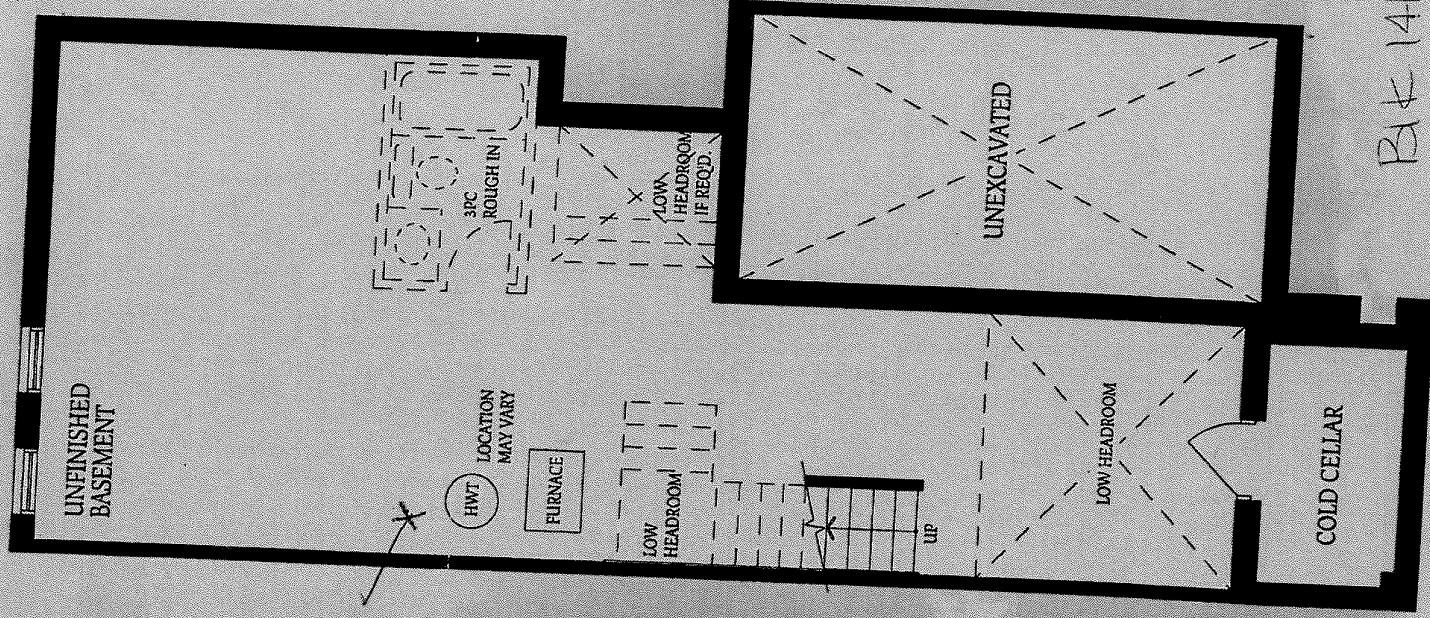 UNFINISHED
BASEMENT
3PC
ROUGH IN
LOW
HEADROOM
IF REQ'D.
UNEXCAVATED
LOCATION
MAY VARY
HWT
FURNACE
LOW
HEADROOM
UP
LOW HEADROOM
COLD CELLAR